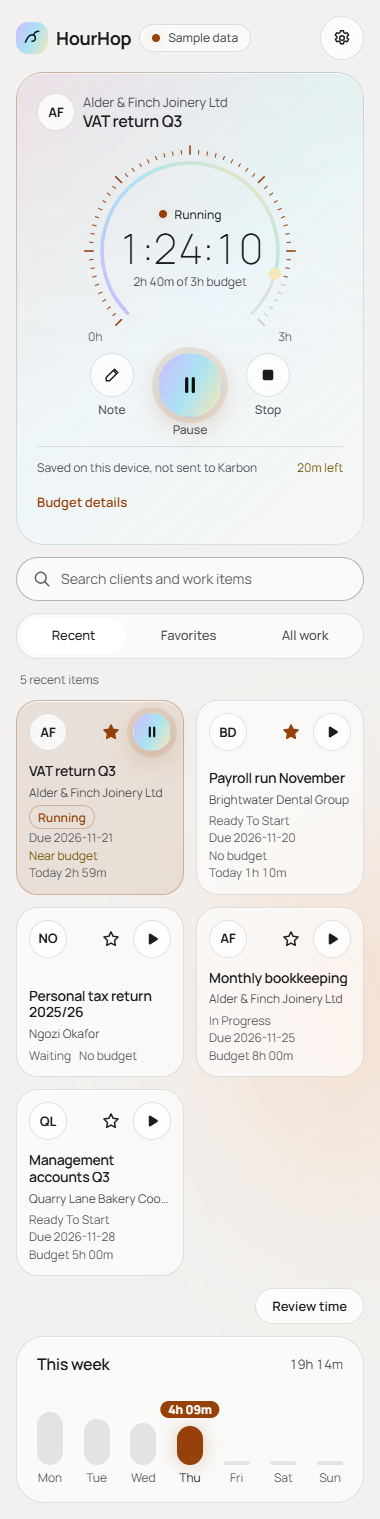 HourHop
Sample data
AF
Alder & Finch Joinery Ltd
VAT return Q3
Running
1:24:10
2h 40m of 3h budget
0h
3h
Note
Pause
Stop
Saved on this device, not sent to Karbon
20m left
Budget details
Search clients and work items
Recent
Favorites
All work
5 recent items
AF
VAT return Q3
Alder & Finch Joinery Ltd
Running
Due 2026-11-21
Near budget
Today 2h 59m
BD
Payroll run November
Brightwater Dental Group
Ready To Start
Due 2026-11-20
No budget
Today 1h 10m
NO
Personal tax return
2025/26
Ngozi Okafor
Waiting No budget
AF
Monthly bookkeeping
Alder & Finch Joinery Ltd
In Progress
Due 2026-11-25
Budget 8h 00m
QL
Management
accounts Q3
Quarry Lane Bakery Coo…
Ready To Start
Due 2026-11-28
Budget 5h 00m
Review time
This week
19h 14m
4h 09m
Mon
Tue
Wed
Thu
Fri
Sat
Sun